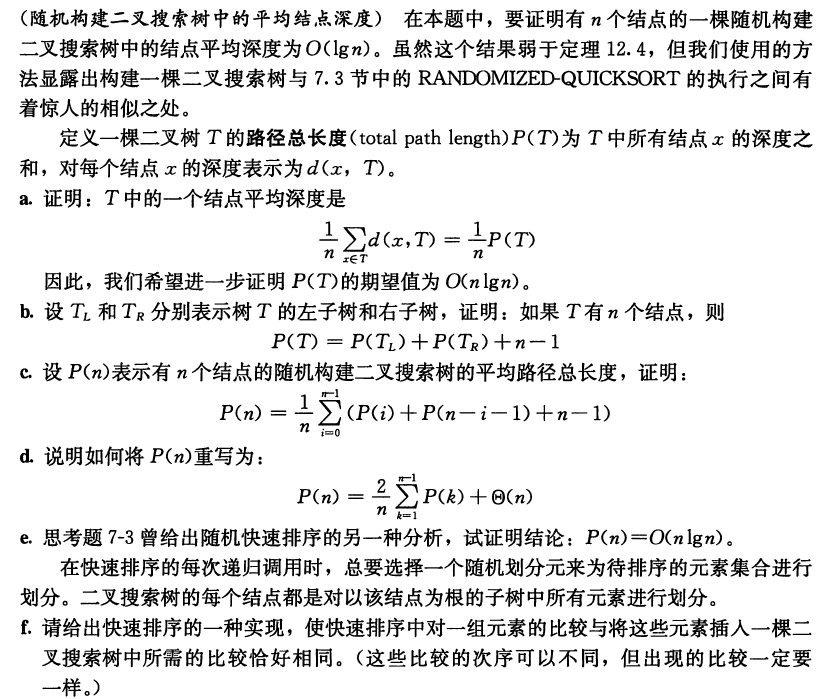 (随机构建二叉搜索树中的平均结点深度) 在本题中，要证明有 n 个结点的一棵随机构建
二叉搜索树中的结点平均深度为O(lgn)。虽然这个结果弱于定理 12.4，但我们使用的方
法显露出构建一棵二叉搜索树与 7.3 节中的 RANDOMIZED-QUICKSORT 的执行之间有
着惊人的相似之处。
定义一棵二叉树 T 的路径总长度(total path length)P(T)为 T 中所有结点 x 的深度之
和，对每个结点 x 的深度表示为 d(x, T)。
a. 证明：T 中的一个结点平均深度是
1/n ∑_{x∈T} d(x,T) = 1/n P(T)
因此，我们希望进一步证明 P(T)的期望值为 O(nlgn)。
b. 设 T_L 和 T_R 分别表示树 T 的左子树和右子树，证明：如果 T 有 n 个结点，则
P(T) = P(T_L) + P(T_R) + n − 1
c. 设 P(n)表示有 n 个结点的随机构建二叉搜索树的平均路径总长度，证明：
P(n) = 1/n ∑_{i=0}^{n−1} (P(i) + P(n−i−1) + n−1)
d. 说明如何将 P(n)重写为：
P(n) = 2/n ∑_{k=1}^{n−1} P(k) + Θ(n)
e. 思考题 7-3 曾给出随机快速排序的另一种分析，试证明结论：P(n)=O(nlgn)。
在快速排序的每次递归调用时，总要选择一个随机划分元来为待排序的元素集合进行
划分。二叉搜索树的每个结点都是对以该结点为根的子树中所有元素进行划分。
f. 请给出快速排序的一种实现，使快速排序中对一组元素的比较与将这些元素插入一棵二
叉搜索树中所需的比较恰好相同。(这些比较的次序可以不同，但出现的比较一定要
一样。)